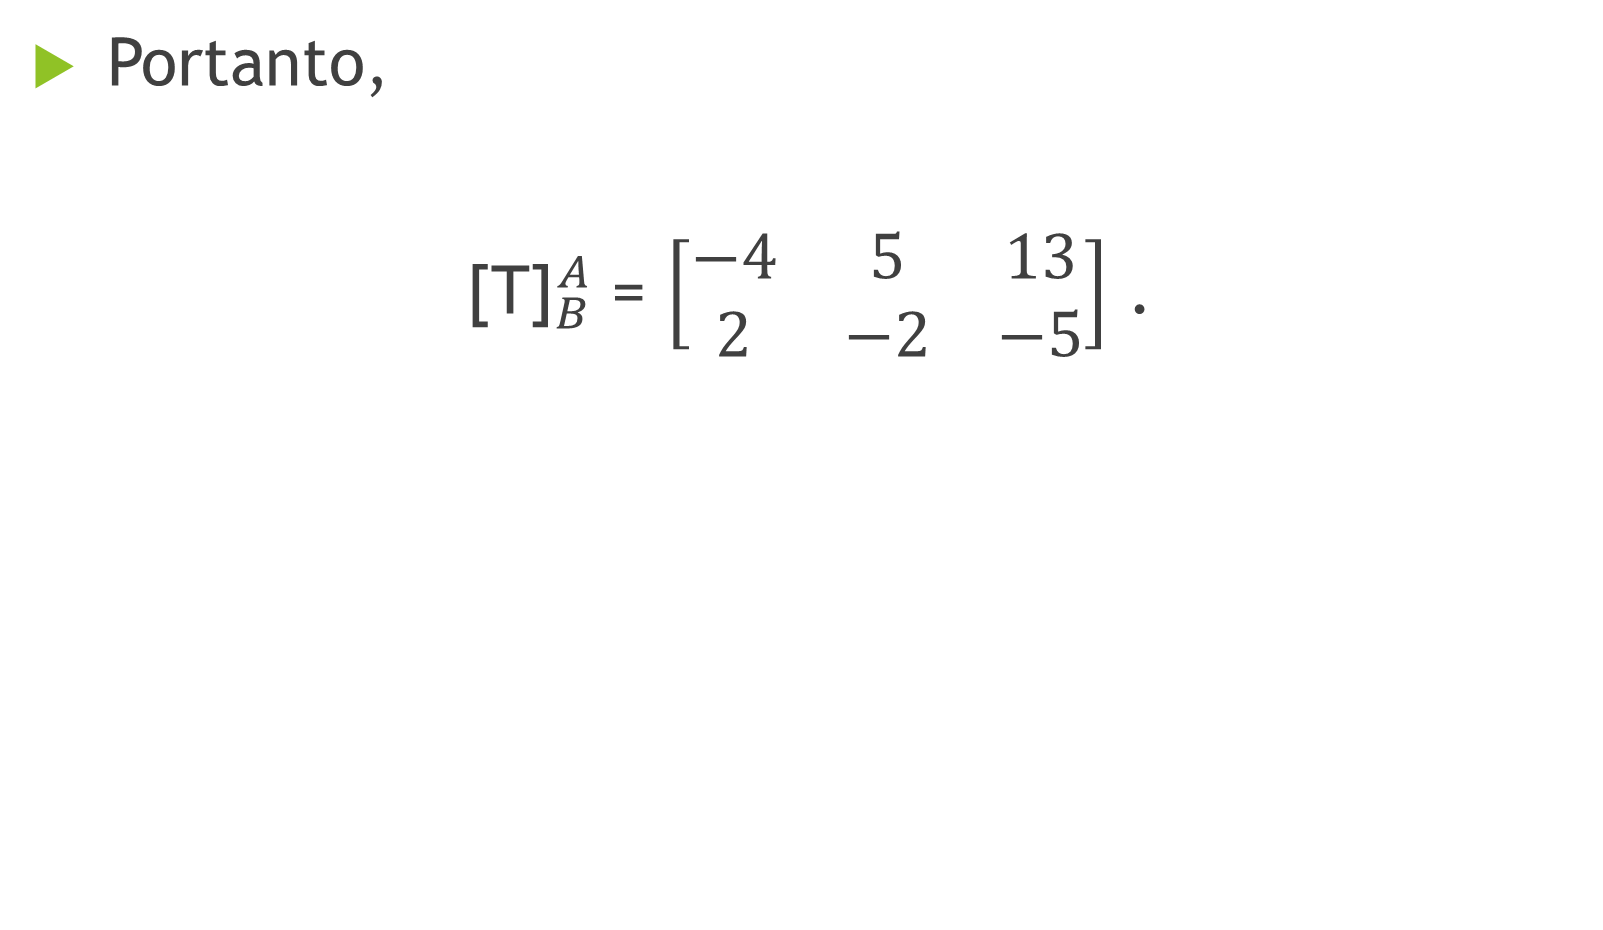 Portanto,
[T]^A_B = [−4 5 13
2 −2 −5] .